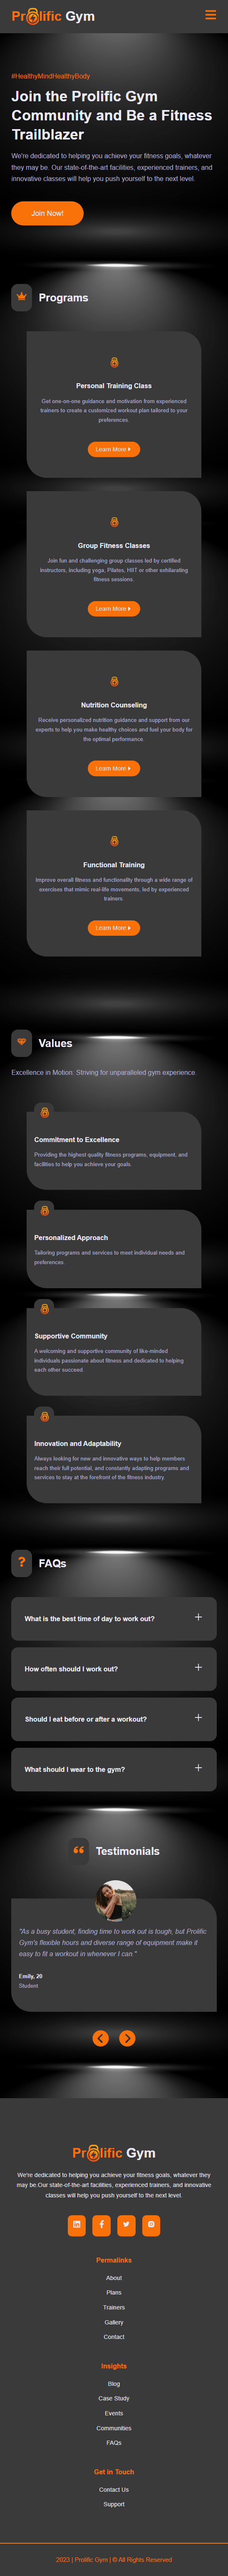 Prolific Gym
#HealthyMindHealthyBody
Join the Prolific Gym
Community and Be a Fitness
Trailblazer
We're dedicated to helping you achieve your fitness goals, whatever
they may be. Our state-of-the-art facilities, experienced trainers, and
innovative classes will help you push yourself to the next level.
Join Now!
Programs
Personal Training Class
Get one-on-one guidance and motivation from experienced
trainers to create a customized workout plan tailored to your
preferences.
Learn More
Group Fitness Classes
Join fun and challenging group classes led by certified
instructors, including yoga, Pilates, HIIT or other exhilarating
fitness sessions.
Learn More
Nutrition Counseling
Receive personalized nutrition guidance and support from our
experts to help you make healthy choices and fuel your body for
the optimal performance.
Learn More
Functional Training
Improve overall fitness and functionality through a wide range of
exercises that mimic real-life movements, led by experienced
trainers.
Learn More
Values
Excellence in Motion: Striving for unparalleled gym experience.
Commitment to Excellence
Providing the highest quality fitness programs, equipment, and
facilities to help you achieve your goals.
Personalized Approach
Tailoring programs and services to meet individual needs and
preferences.
Supportive Community
A welcoming and supportive community of like-minded
individuals passionate about fitness and dedicated to helping
each other succeed.
Innovation and Adaptability
Always looking for new and innovative ways to help members
reach their full potential, and constantly adapting programs and
services to stay at the forefront of the fitness industry.
FAQs
What is the best time of day to work out?
How often should I work out?
Should I eat before or after a workout?
What should I wear to the gym?
Testimonials
"As a busy student, finding time to work out is tough, but Prolific
Gym's flexible hours and diverse range of equipment make it
easy to fit a workout in whenever I can."
Emily, 20
Student
Prolific Gym
We're dedicated to helping you achieve your fitness goals, whatever they
may be.Our state-of-the-art facilities, experienced trainers, and innovative
classes will help you push yourself to the next level.
Permalinks
About
Plans
Trainers
Gallery
Contact
Insights
Blog
Case Study
Events
Communities
FAQs
Get in Touch
Contact Us
Support
2023 | Prolific Gym | © All Rights Reserved